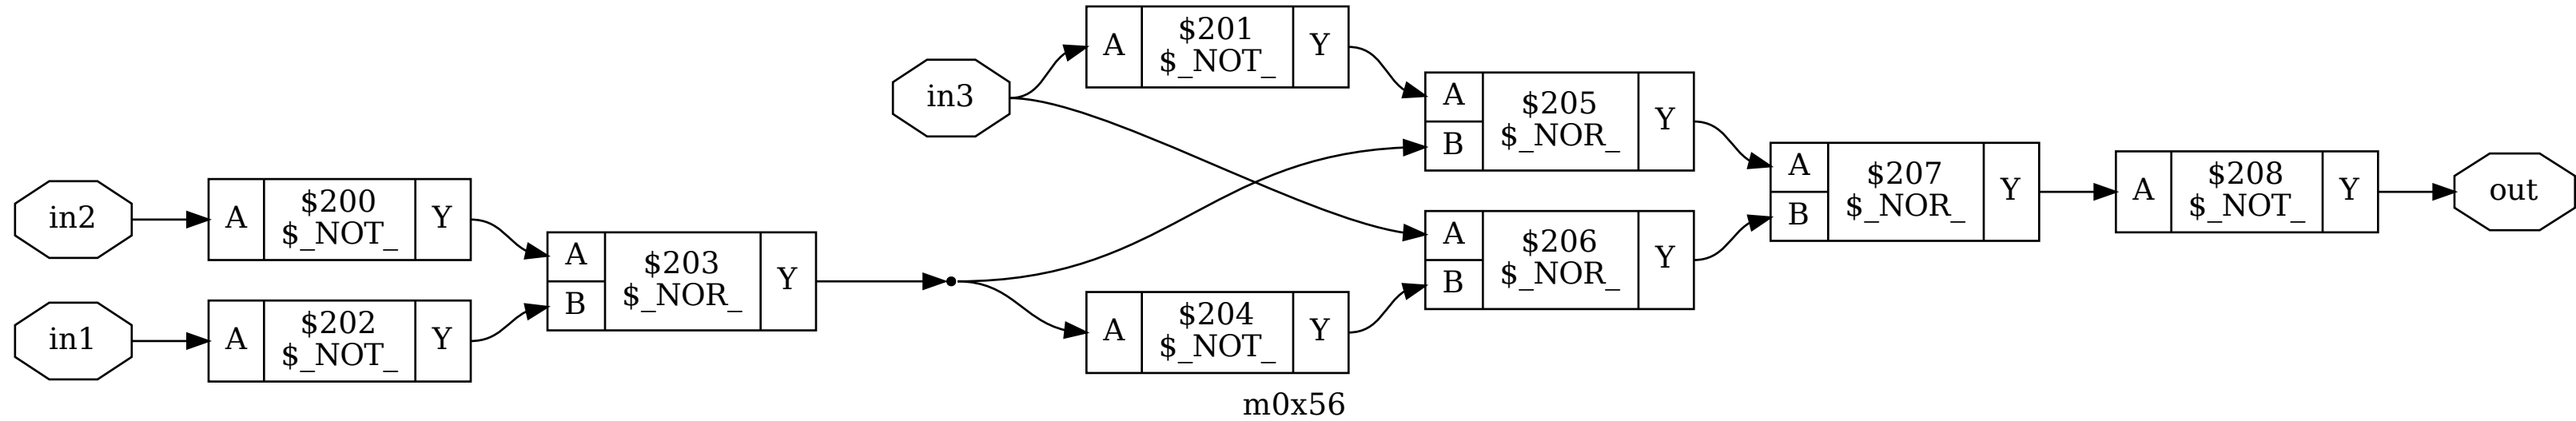 in2
in1
A
$200
$_NOT_
Y
A
$202
$_NOT_
Y
A
B
$203
$_NOR_
Y
in3
A
$201
$_NOT_
Y
A
$204
$_NOT_
Y
A
B
$205
$_NOR_
Y
A
B
$206
$_NOR_
Y
A
B
$207
$_NOR_
Y
A
$208
$_NOT_
Y
out
m0x56